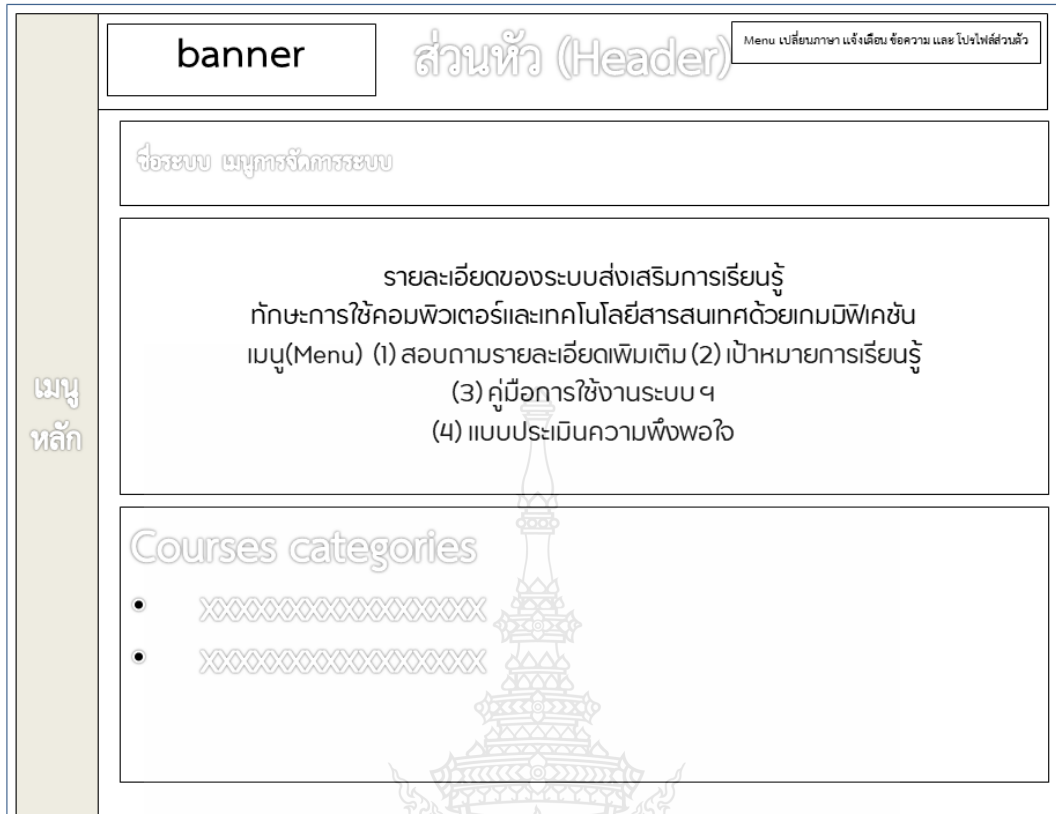 banner
ส่วนหัว (Header)
Menu เปลี่ยนภาษา แจ้งเตือน ข้อความ และ โปรไฟล์ส่วนตัว
ชื่อระบบ เมนูการจัดการระบบ
เมนู
หลัก
รายละเอียดของระบบส่งเสริมการเรียนรู้
ทักษะการใช้คอมพิวเตอร์และเทคโนโลยีสารสนเทศด้วยเกมมิฟิเคชัน
เมนู(Menu) (1) สอบถามรายละเอียดเพิ่มเติม (2) เป้าหมายการเรียนรู้
(3) คู่มือการใช้งานระบบ ฯ
(4) แบบประเมินความพึงพอใจ
Courses categories
• XXXXXXXXXXXXXXXXXXX
• XXXXXXXXXXXXXXXXXXX